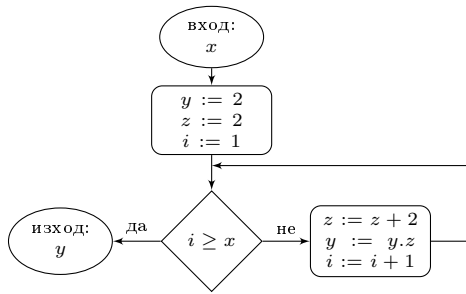 вход:
x
y := 2
z := 2
i := 1
i ≥ x
да
не
изход:
y
z := z + 2
y := y.z
i := i + 1